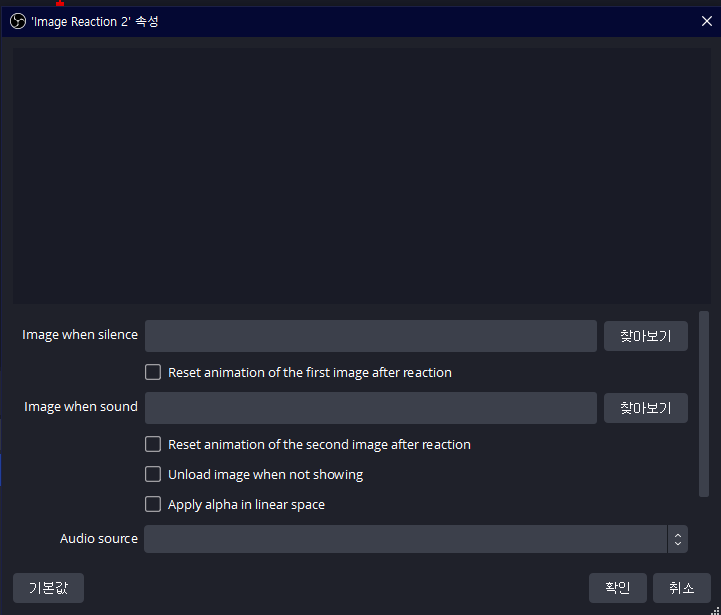 'Image Reaction 2' 속성
Image when silence
찾아보기
Reset animation of the first image after reaction
Image when sound
찾아보기
Reset animation of the second image after reaction
Unload image when not showing
Apply alpha in linear space
Audio source
기본값
확인
취소